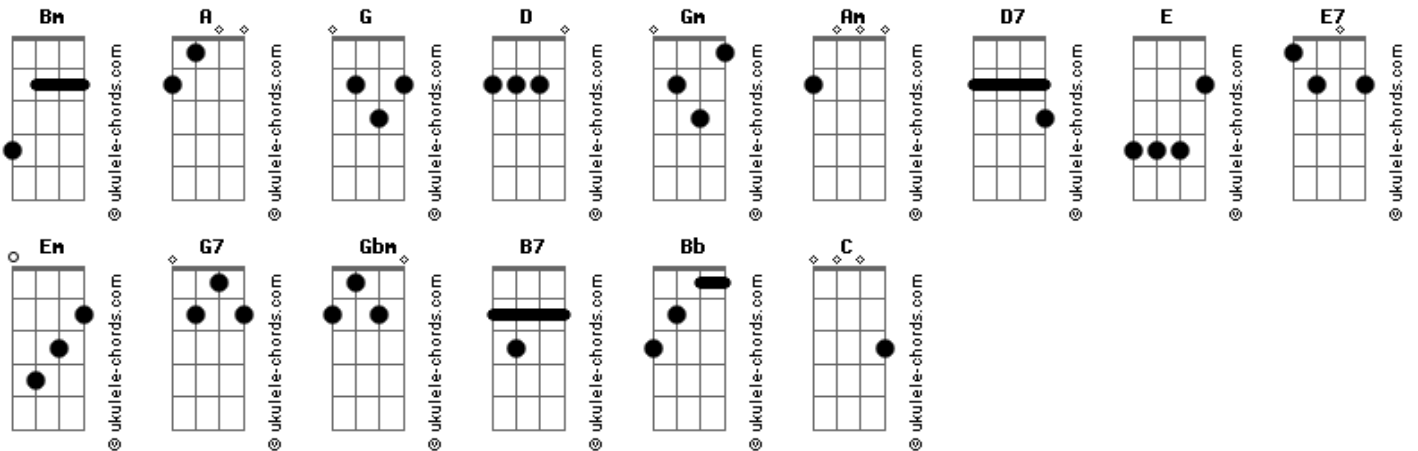 Bm A G D Gm Am D7 E E7
© ukulele-chords.com © ukulele-chords.com © ukulele-chords.com © ukulele-chords.com © ukulele-chords.com © ukulele-chords.com © ukulele-chords.com © ukulele-chords.com © ukulele-chords.com
Em G7 Gbm B7 Bb C
© ukulele-chords.com © ukulele-chords.com © ukulele-chords.com © ukulele-chords.com © ukulele-chords.com © ukulele-chords.com